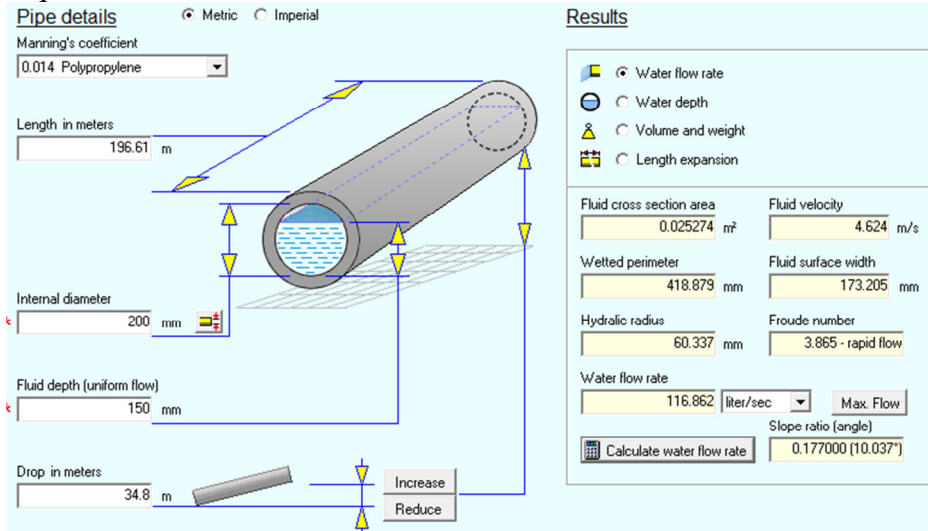 Pipe details
Metric
Imperial
Manning's coefficient
0.014 Polypropylene
Length in meters
196.61 m
Internal diameter
* 200 mm
Fluid depth (uniform flow)
* 150 mm
Drop in meters
34.8 m
Increase
Reduce
Results
Water flow rate
Water depth
Volume and weight
Length expansion
Fluid cross section area
0.025274 m²
Fluid velocity
4.624 m/s
Wetted perimeter
418.879 mm
Fluid surface width
173.205 mm
Hydralic radius
60.337 mm
Froude number
3.865 - rapid flow
Water flow rate
116.862 liter/sec
Max. Flow
Slope ratio (angle)
Calculate water flow rate
0.177000 (10.037°)